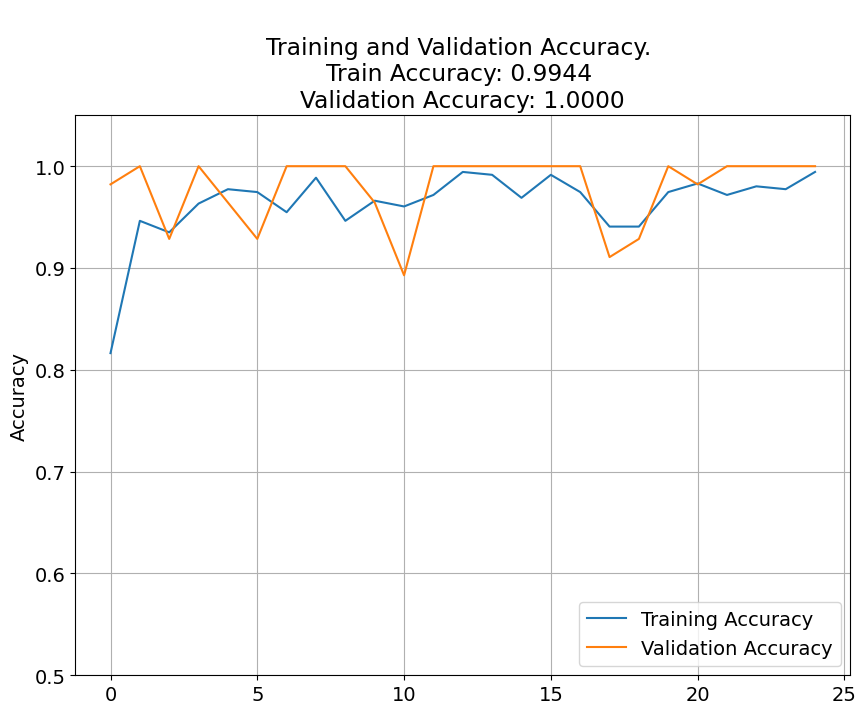 Training and Validation Accuracy.
Train Accuracy: 0.9944
Validation Accuracy: 1.0000
1.0
0.9
0.8
0.7
0.6
0.5
Accuracy
Training Accuracy
Validation Accuracy
0 5 10 15 20 25